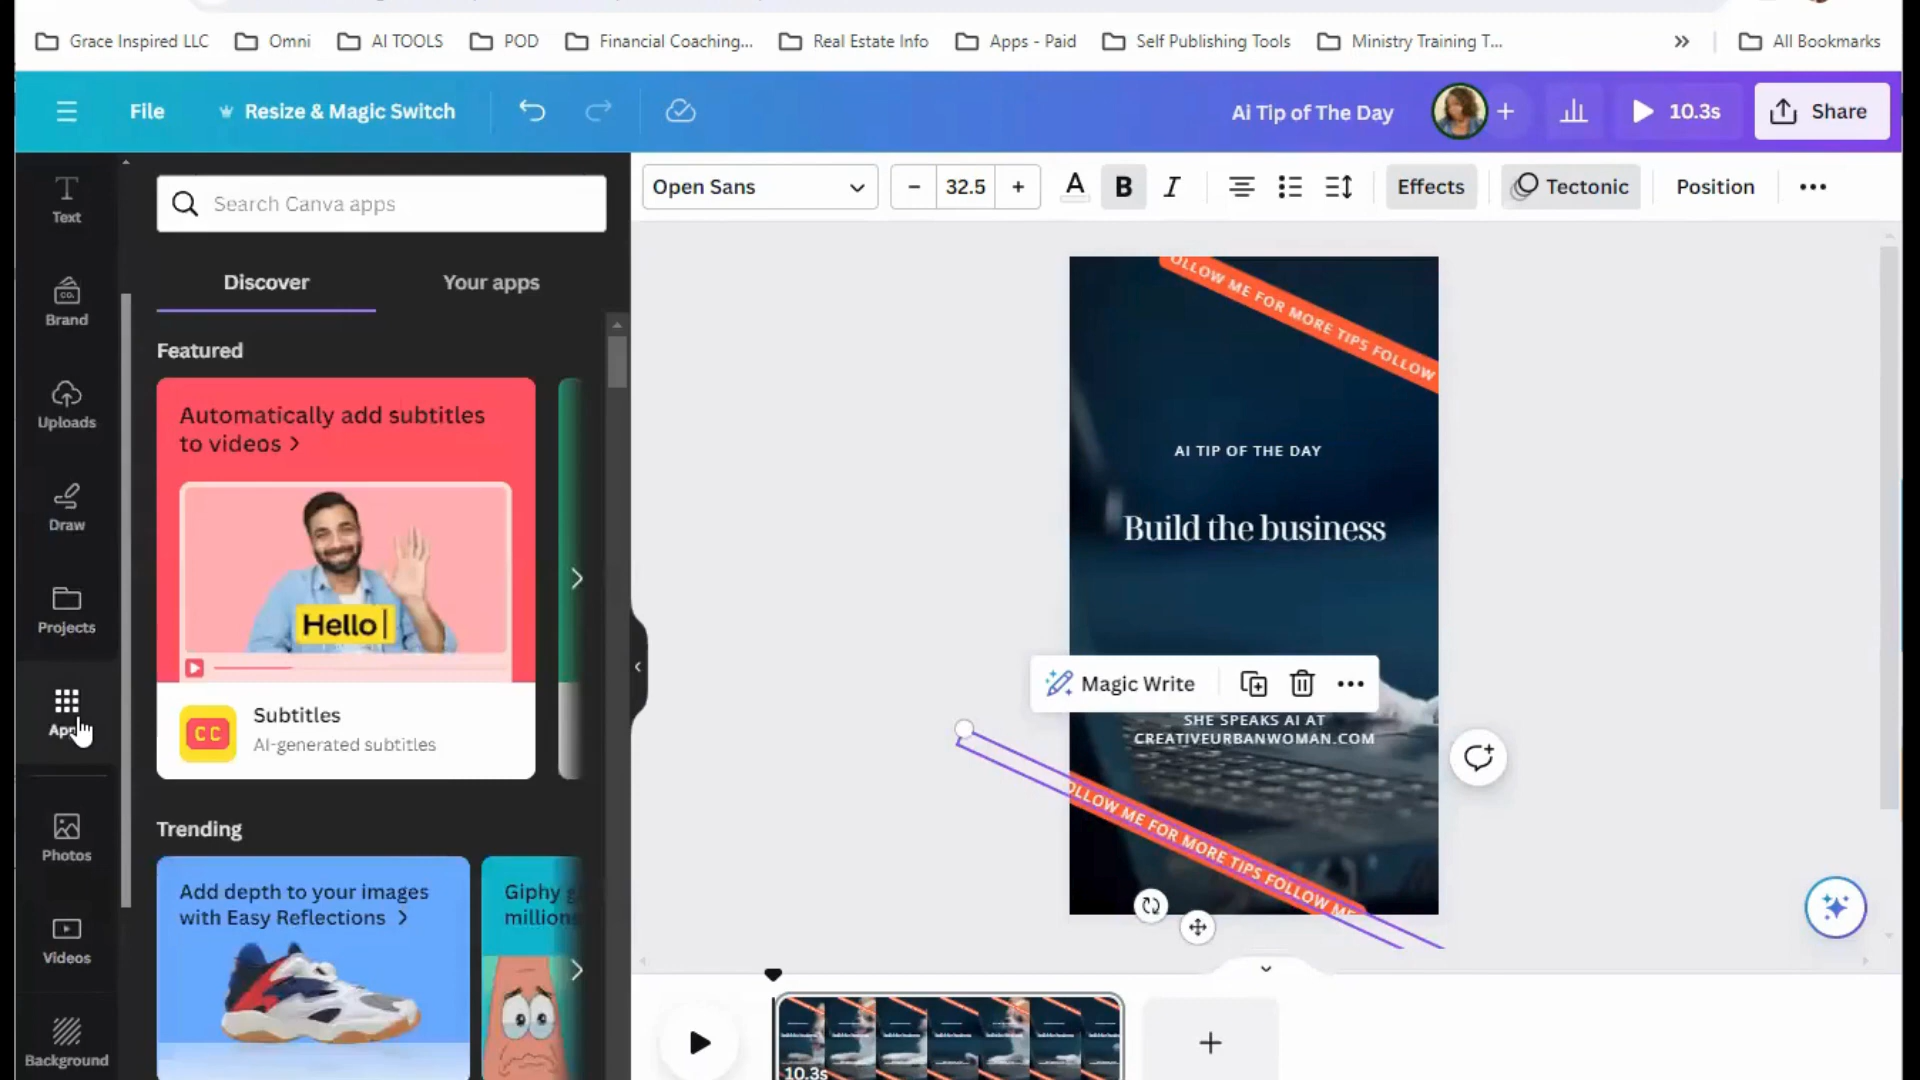 Grace Inspired LLC
Omni
AI TOOLS
POD
Financial Coaching...
Real Estate Info
Apps - Paid
Self Publishing Tools
Ministry Training T...
All Bookmarks
File
Resize & Magic Switch
Ai Tip of The Day
10.3s
Share
Text
Brand
Uploads
Draw
Projects
Photos
Videos
Background
Search Canva apps
Discover
Your apps
Featured
Automatically add subtitles
to videos >
Hello
Subtitles
AI-generated subtitles
CC
Trending
Add depth to your images
with Easy Reflections >
Giphy
millions
Open Sans
32.5
A
B
I
Effects
Tectonic
Position
OLLOW ME FOR MORE TIPS FOLLOW
AI TIP OF THE DAY
Build the business
Magic Write
SHE SPEAKS AI AT
CREATIVEURBANWOMAN.COM
OLLOW ME FOR MORE TIPS FOLLOW ME
10.3s